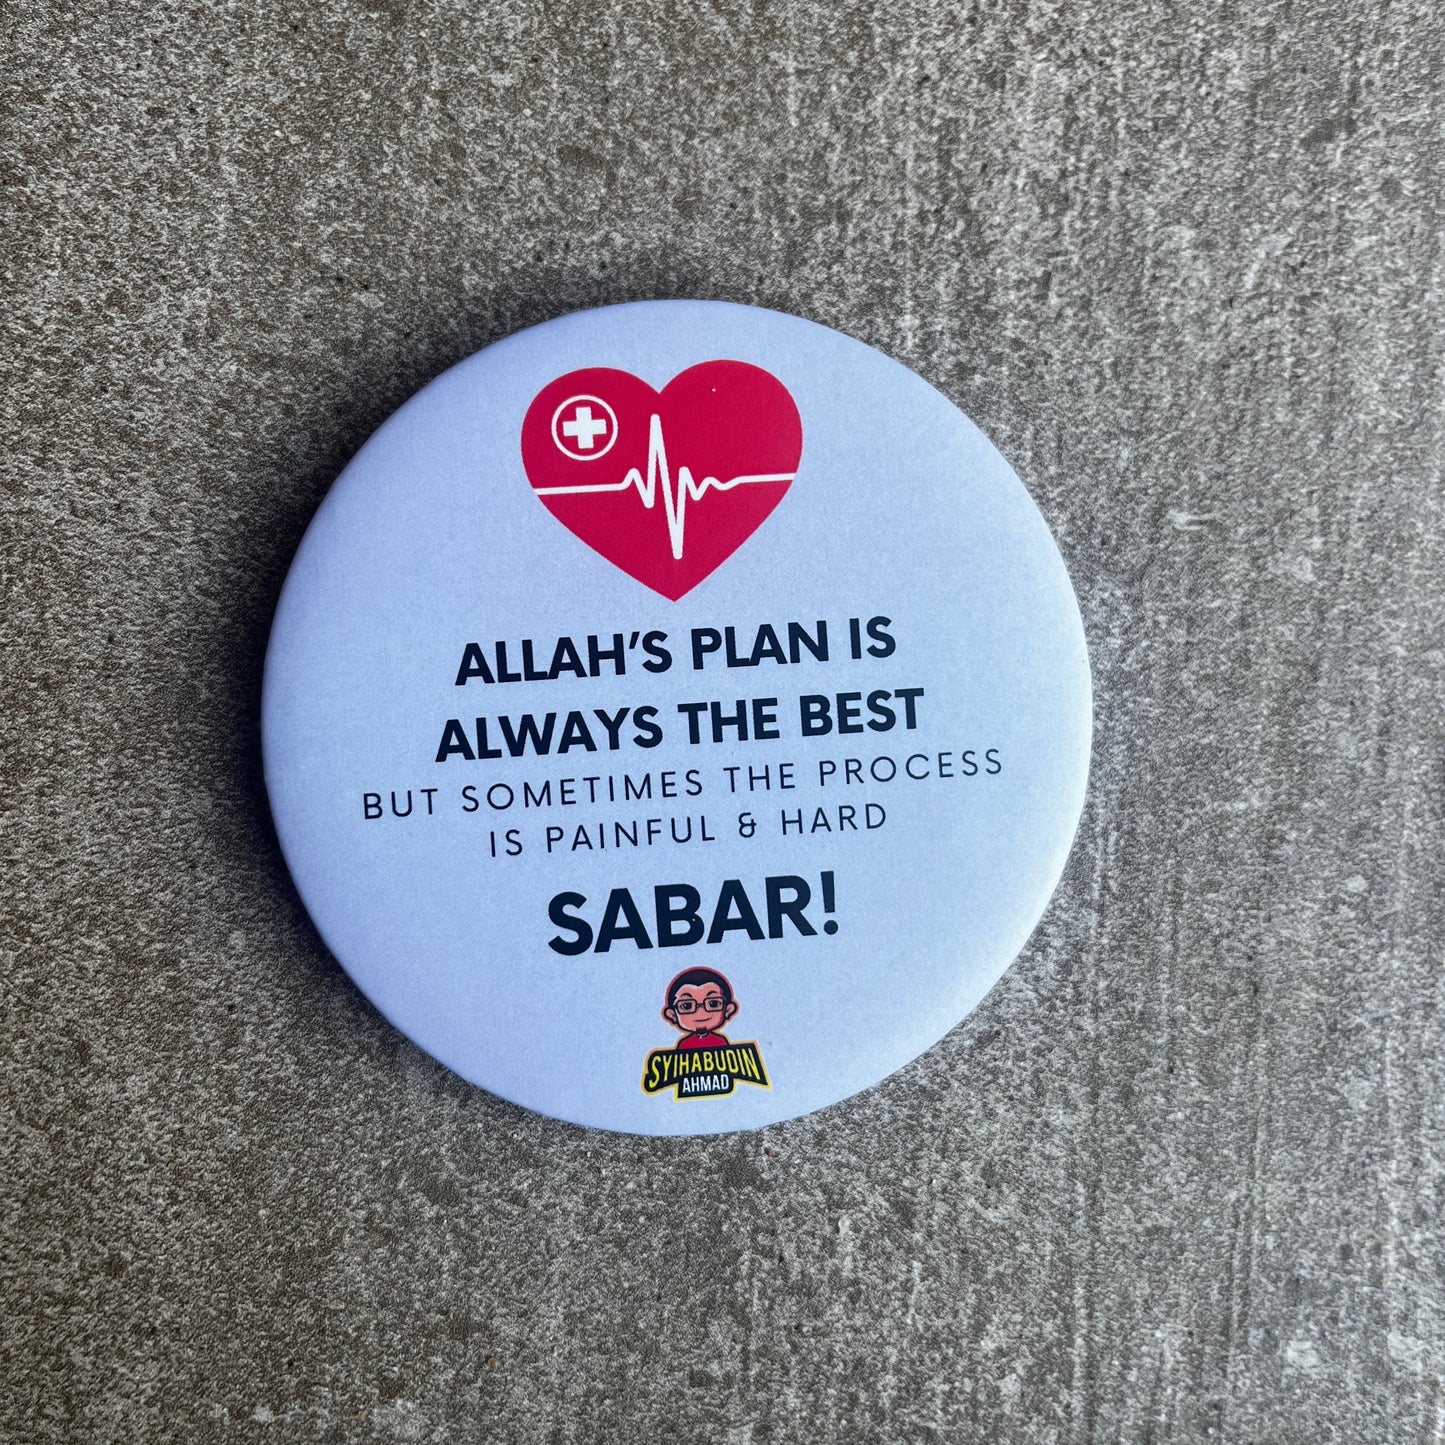 ALLAH'S PLAN IS
ALWAYS THE BEST
BUT SOMETIMES THE PROCESS
IS PAINFUL & HARD
SABAR!
SYIHABUDIN
AHMAD